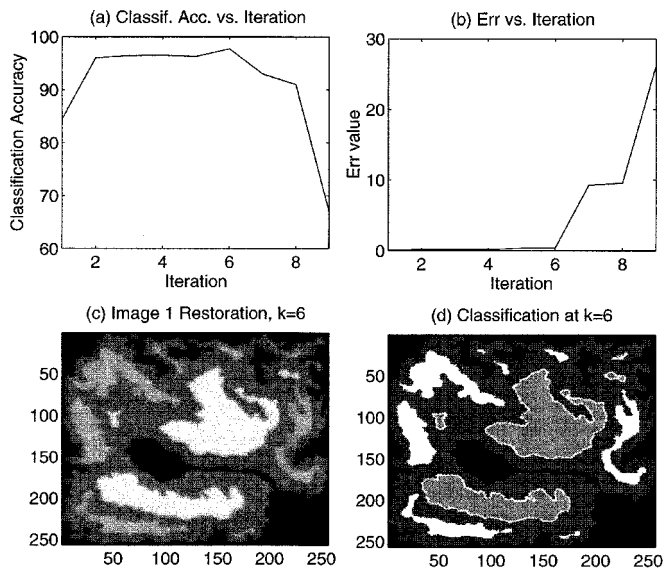 (a) Classif. Acc. vs. Iteration
100
90
80
70
60
Classification Accuracy
2 4 6 8
Iteration
(b) Err vs. Iteration
30
20
10
0
Err value
2 4 6 8
Iteration
(c) Image 1 Restoration, k=6
50
100
150
200
250
50 100 150 200 250
(d) Classification at k=6
50
100
150
200
250
50 100 150 200 250